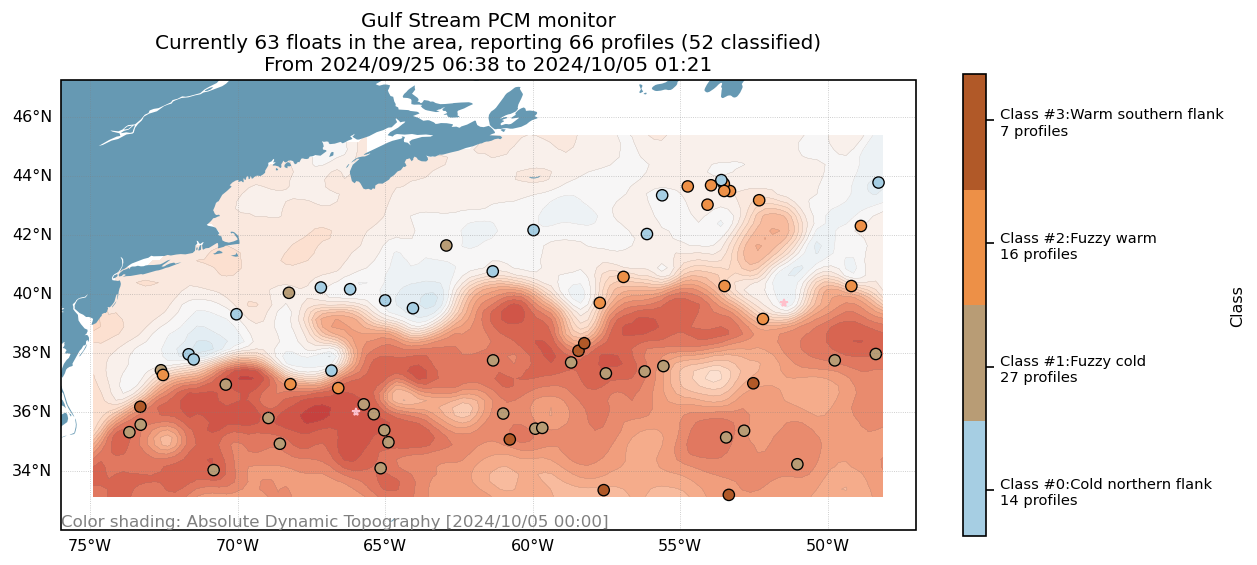 Gulf Stream PCM monitor
Currently 63 floats in the area, reporting 66 profiles (52 classified)
From 2024/09/25 06:38 to 2024/10/05 01:21
46°N
44°N
42°N
40°N
38°N
36°N
34°N
Color shading: Absolute Dynamic Topography [2024/10/05 00:00]
75°W
70°W
65°W
60°W
55°W
50°W
Class #3:Warm southern flank
7 profiles
Class #2:Fuzzy warm
16 profiles
Class #1:Fuzzy cold
27 profiles
Class #0:Cold northern flank
14 profiles
Class